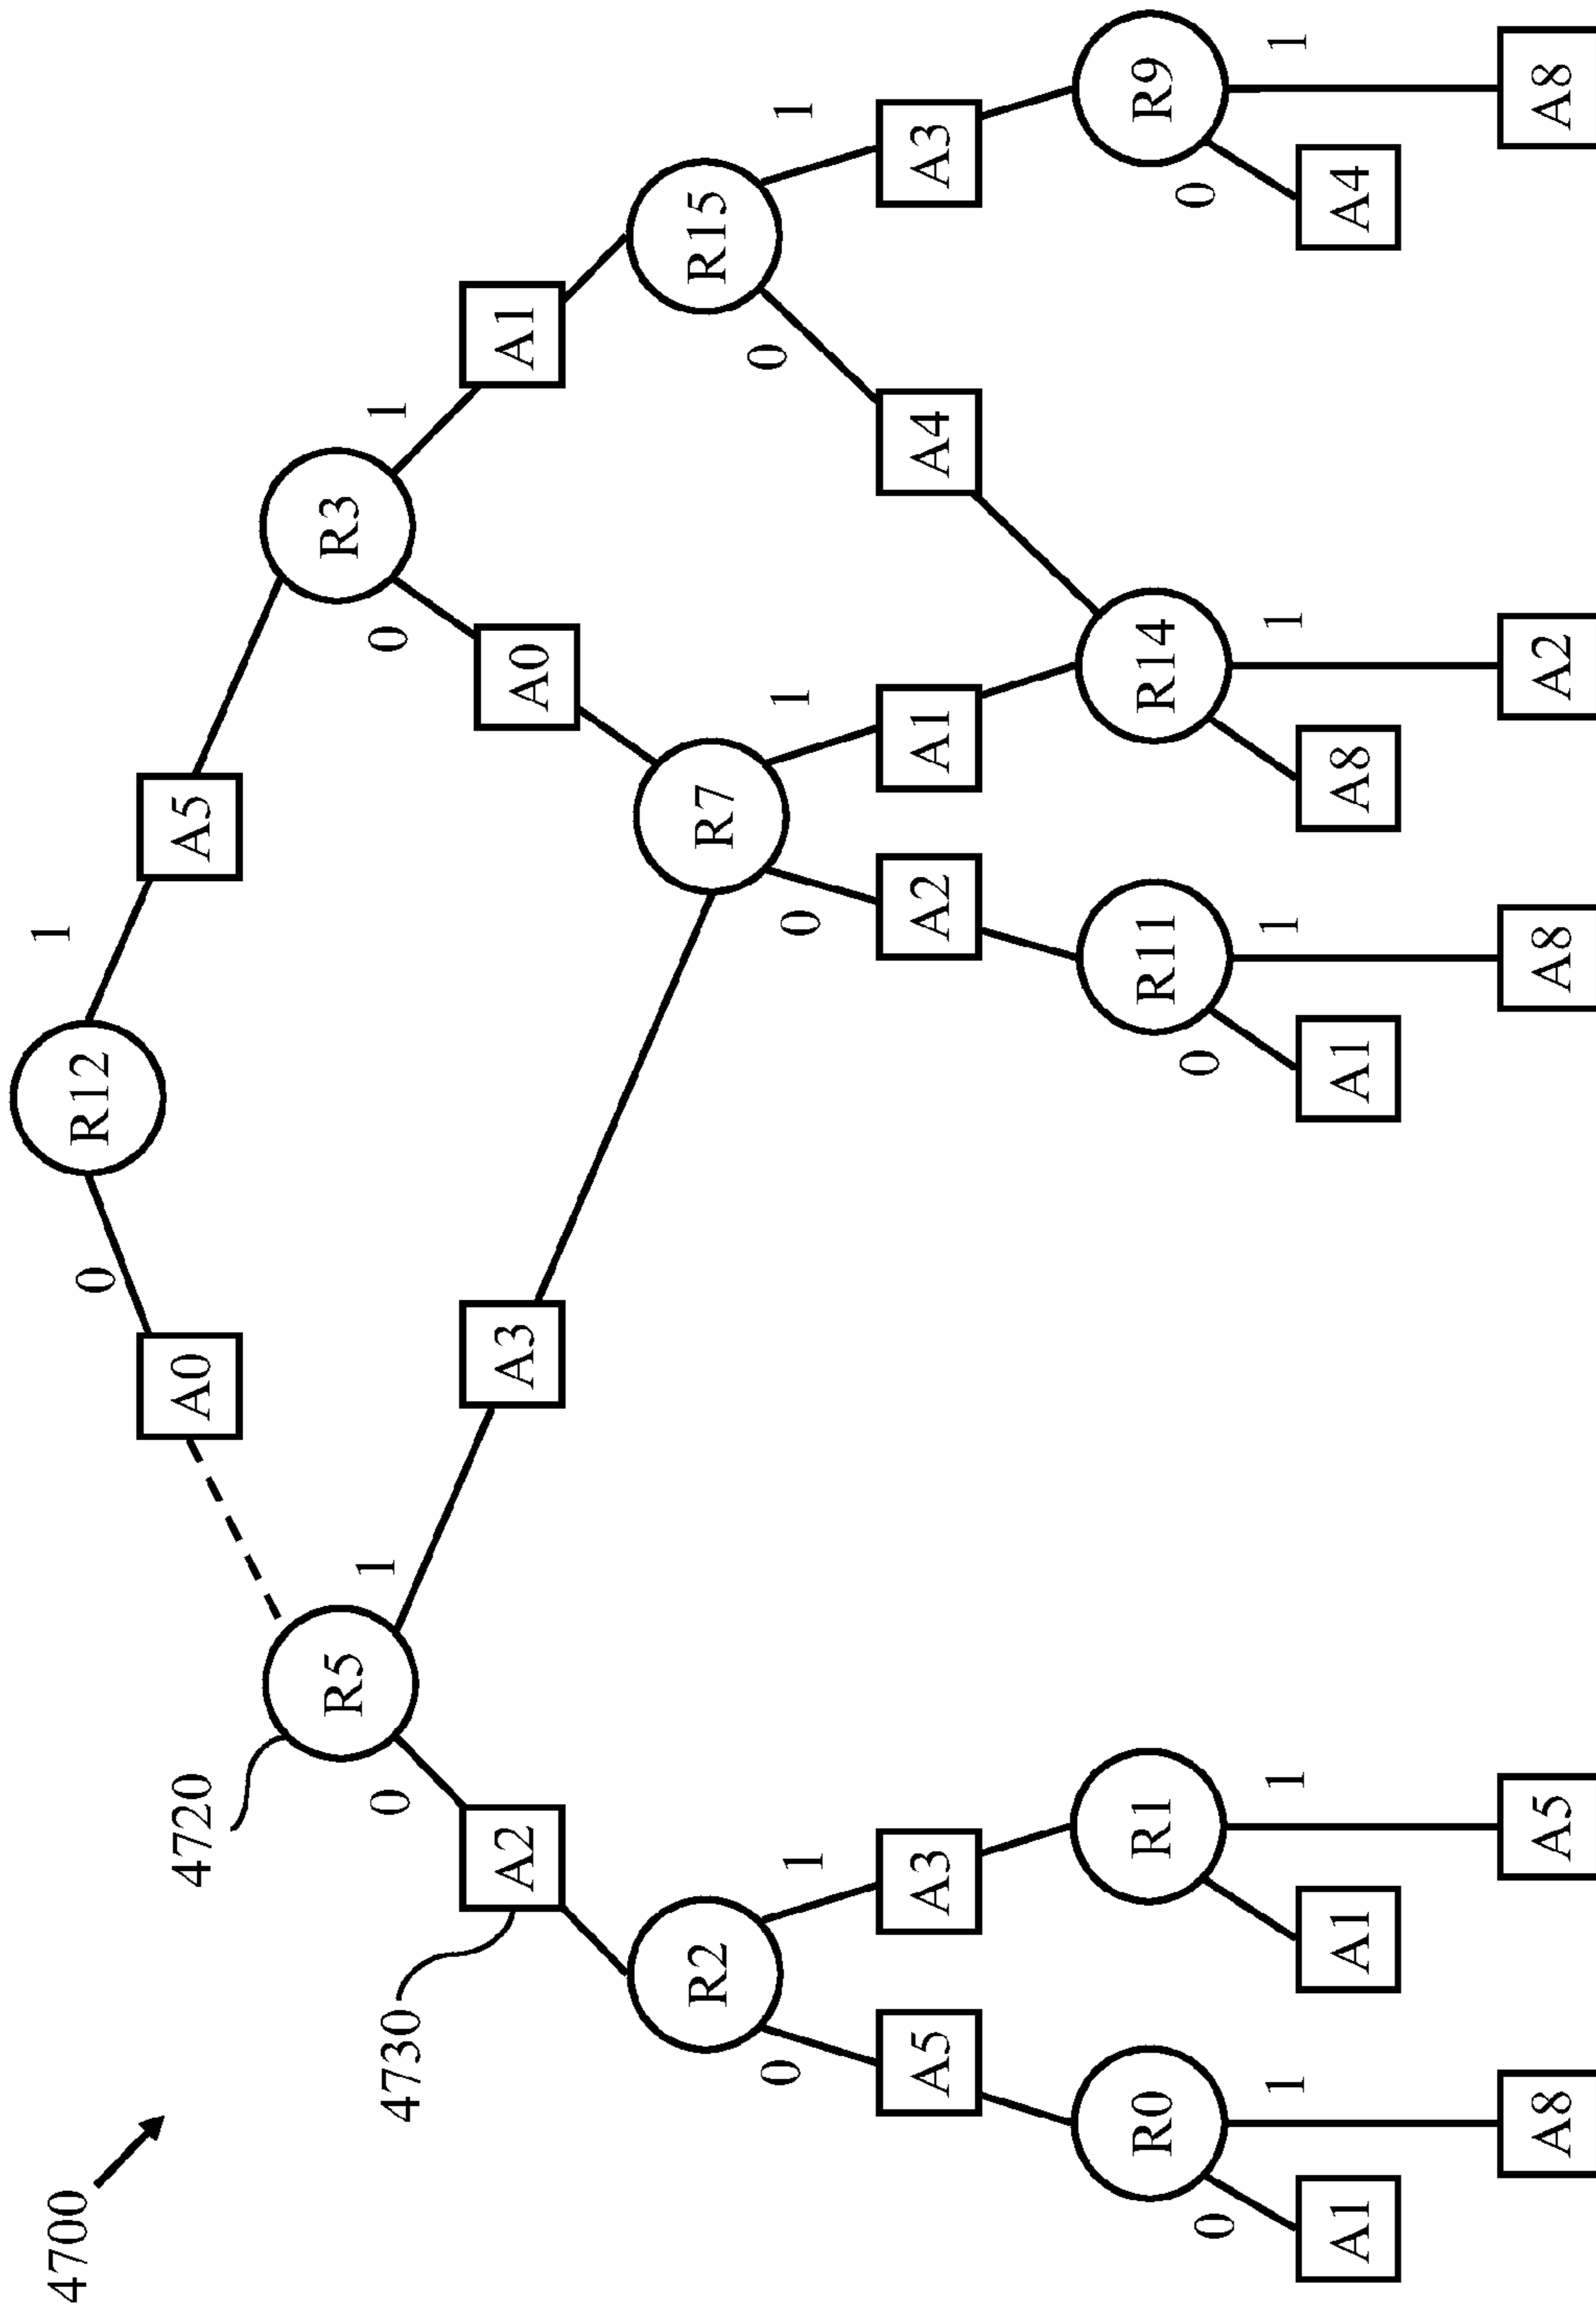 4700
0 R12 1
4720 A0 A5
R5 R3
4730 0 1 0 1
A2 A3 A0 A1
R2 R7 R15
0 1 0 1 0 1
A5 A3 A2 A1 A4 A3
R0 R1 R11 R14 R9
0 1 1 0 1 1 0 1
A1 A1 A1 A8 A4
A8 A5 A8 A2 A8